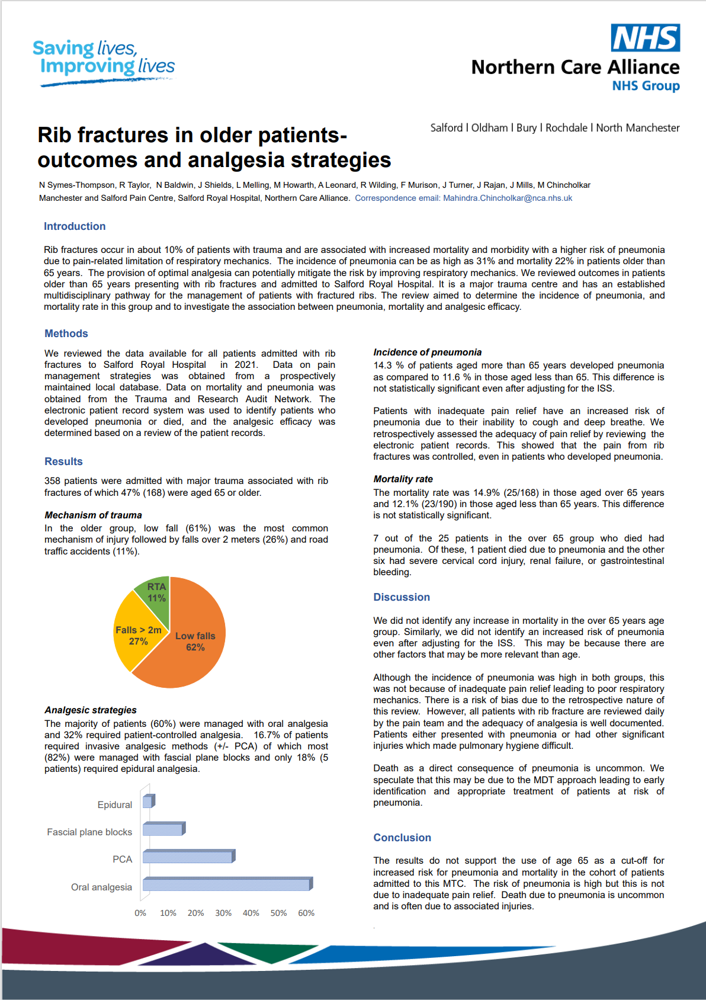 Saving lives,
Improving lives
NHS
Northern Care Alliance
NHS Group
Salford | Oldham | Bury | Rochdale | North Manchester
Rib fractures in older patients-
outcomes and analgesia strategies
N Symes-Thompson, R Taylor, N Baldwin, J Shields, L Melling, M Howarth, A Leonard, R Wilding, F Murison, J Turner, J Rajan, J Mills, M Chincholkar
Manchester and Salford Pain Centre, Salford Royal Hospital, Northern Care Alliance. Correspondence email: Mahindra.Chincholkar@nca.nhs.uk
Introduction
Rib fractures occur in about 10% of patients with trauma and are associated with increased mortality and morbidity with a higher risk of pneumonia
due to pain-related limitation of respiratory mechanics. The incidence of pneumonia can be as high as 31% and mortality 22% in patients older than
65 years. The provision of optimal analgesia can potentially mitigate the risk by improving respiratory mechanics. We reviewed outcomes in patients
older than 65 years presenting with rib fractures and admitted to Salford Royal Hospital. It is a major trauma centre and has an established
multidisciplinary pathway for the management of patients with fractured ribs. The review aimed to determine the incidence of pneumonia, and
mortality rate in this group and to investigate the association between pneumonia, mortality and analgesic efficacy.
Methods
We reviewed the data available for all patients admitted with rib
fractures to Salford Royal Hospital in 2021. Data on pain
management strategies was obtained from a prospectively
maintained local database. Data on mortality and pneumonia was
obtained from the Trauma and Research Audit Network. The
electronic patient record system was used to identify patients who
developed pneumonia or died, and the analgesic efficacy was
determined based on a review of the patient records.
Results
358 patients were admitted with major trauma associated with rib
fractures of which 47% (168) were aged 65 or older.
Mechanism of trauma
In the older group, low fall (61%) was the most common
mechanism of injury followed by falls over 2 meters (26%) and road
traffic accidents (11%).
RTA
11%
Falls > 2m
27%
Low falls
62%
Analgesic strategies
The majority of patients (60%) were managed with oral analgesia
and 32% required patient-controlled analgesia. 16.7% of patients
required invasive analgesic methods (+/- PCA) of which most
(82%) were managed with fascial plane blocks and only 18% (5
patients) required epidural analgesia.
Epidural
Fascial plane blocks
PCA
Oral analgesia
0% 10% 20% 30% 40% 50% 60%
Incidence of pneumonia
14.3 % of patients aged more than 65 years developed pneumonia
as compared to 11.6 % in those aged less than 65. This difference is
not statistically significant even after adjusting for the ISS.
Patients with inadequate pain relief have an increased risk of
pneumonia due to their inability to cough and deep breathe. We
retrospectively assessed the adequacy of pain relief by reviewing the
electronic patient records. This showed that the pain from rib
fractures was controlled, even in patients who developed pneumonia.
Mortality rate
The mortality rate was 14.9% (25/168) in those aged over 65 years
and 12.1% (23/190) in those aged less than 65 years. This difference
is not statistically significant.
7 out of the 25 patients in the over 65 group who died had
pneumonia. Of these, 1 patient died due to pneumonia and the other
six had severe cervical cord injury, renal failure, or gastrointestinal
bleeding.
Discussion
We did not identify any increase in mortality in the over 65 years age
group. Similarly, we did not identify an increased risk of pneumonia
even after adjusting for the ISS. This may be because there are
other factors that may be more relevant than age.
Although the incidence of pneumonia was high in both groups, this
was not because of inadequate pain relief leading to poor respiratory
mechanics. There is a risk of bias due to the retrospective nature of
this review. However, all patients with rib fracture are reviewed daily
by the pain team and the adequacy of analgesia is well documented.
Patients either presented with pneumonia or had other significant
injuries which made pulmonary hygiene difficult.
Death as a direct consequence of pneumonia is uncommon. We
speculate that this may be due to the MDT approach leading to early
identification and appropriate treatment of patients at risk of
pneumonia.
Conclusion
The results do not support the use of age 65 as a cut-off for
increased risk for pneumonia and mortality in the cohort of patients
admitted to this MTC. The risk of pneumonia is high but this is not
due to inadequate pain relief. Death due to pneumonia is uncommon
and is often due to associated injuries.
.